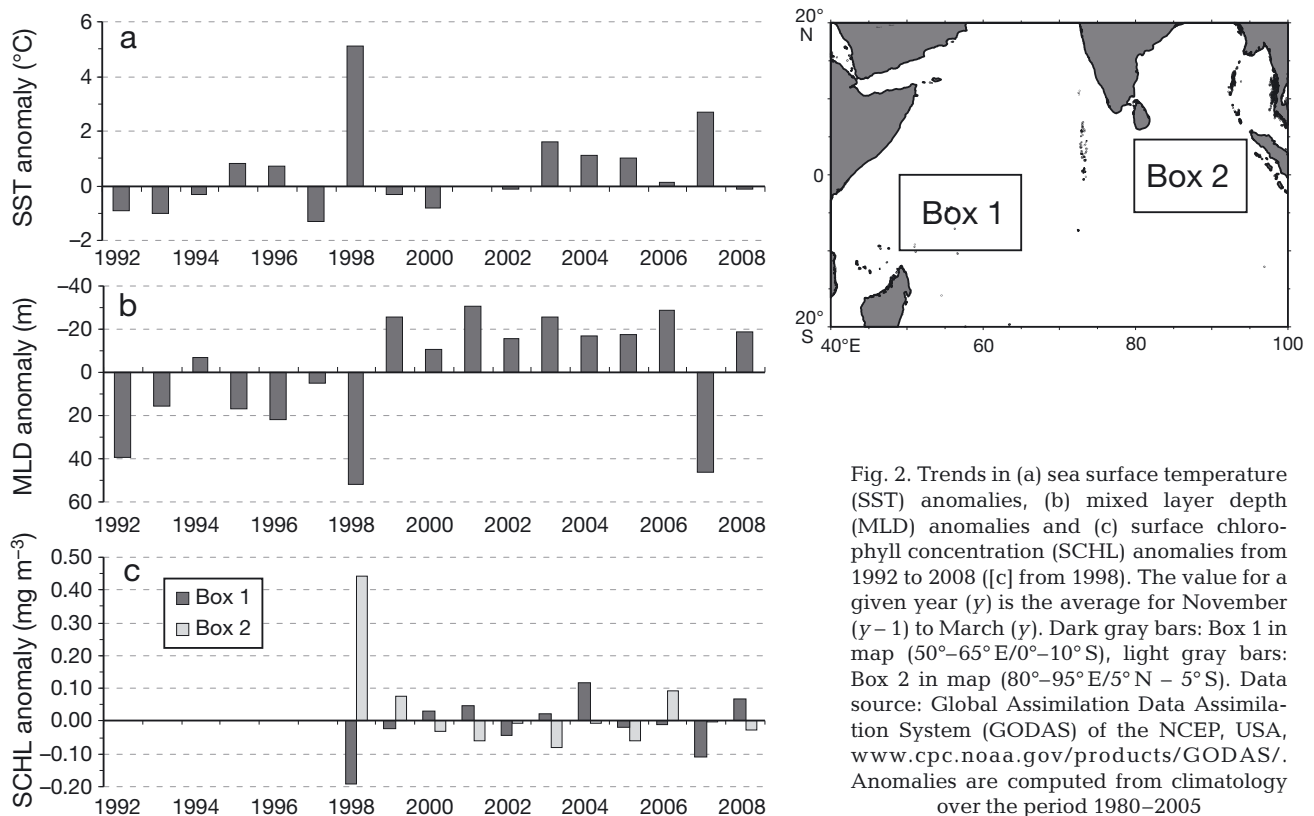 a
SST anomaly (°C)
6
4
2
0
–2
1992 1994 1996 1998 2000 2002 2004 2006 2008
b
MLD anomaly (m)
–40
–20
0
20
40
60
1992 1994 1996 1998 2000 2002 2004 2006 2008
c
SCHL anomaly (mg m⁻³)
0.50
0.40
0.30
0.20
0.10
0.00
–0.10
–0.20
Box 1
Box 2
1992 1994 1996 1998 2000 2002 2004 2006 2008
20°
N
0
20°
S
40°E 60 80 100
Box 1
Box 2
Fig. 2. Trends in (a) sea surface temperature
(SST) anomalies, (b) mixed layer depth
(MLD) anomalies and (c) surface chloro-
phyll concentration (SCHL) anomalies from
1992 to 2008 ([c] from 1998). The value for a
given year (y) is the average for November
(y – 1) to March (y). Dark gray bars: Box 1 in
map (50°–65° E/0°–10° S), light gray bars:
Box 2 in map (80°–95° E/5° N – 5° S). Data
source: Global Assimilation Data Assimila-
tion System (GODAS) of the NCEP, USA,
www.cpc.noaa.gov/products/GODAS/.
Anomalies are computed from climatology
over the period 1980–2005